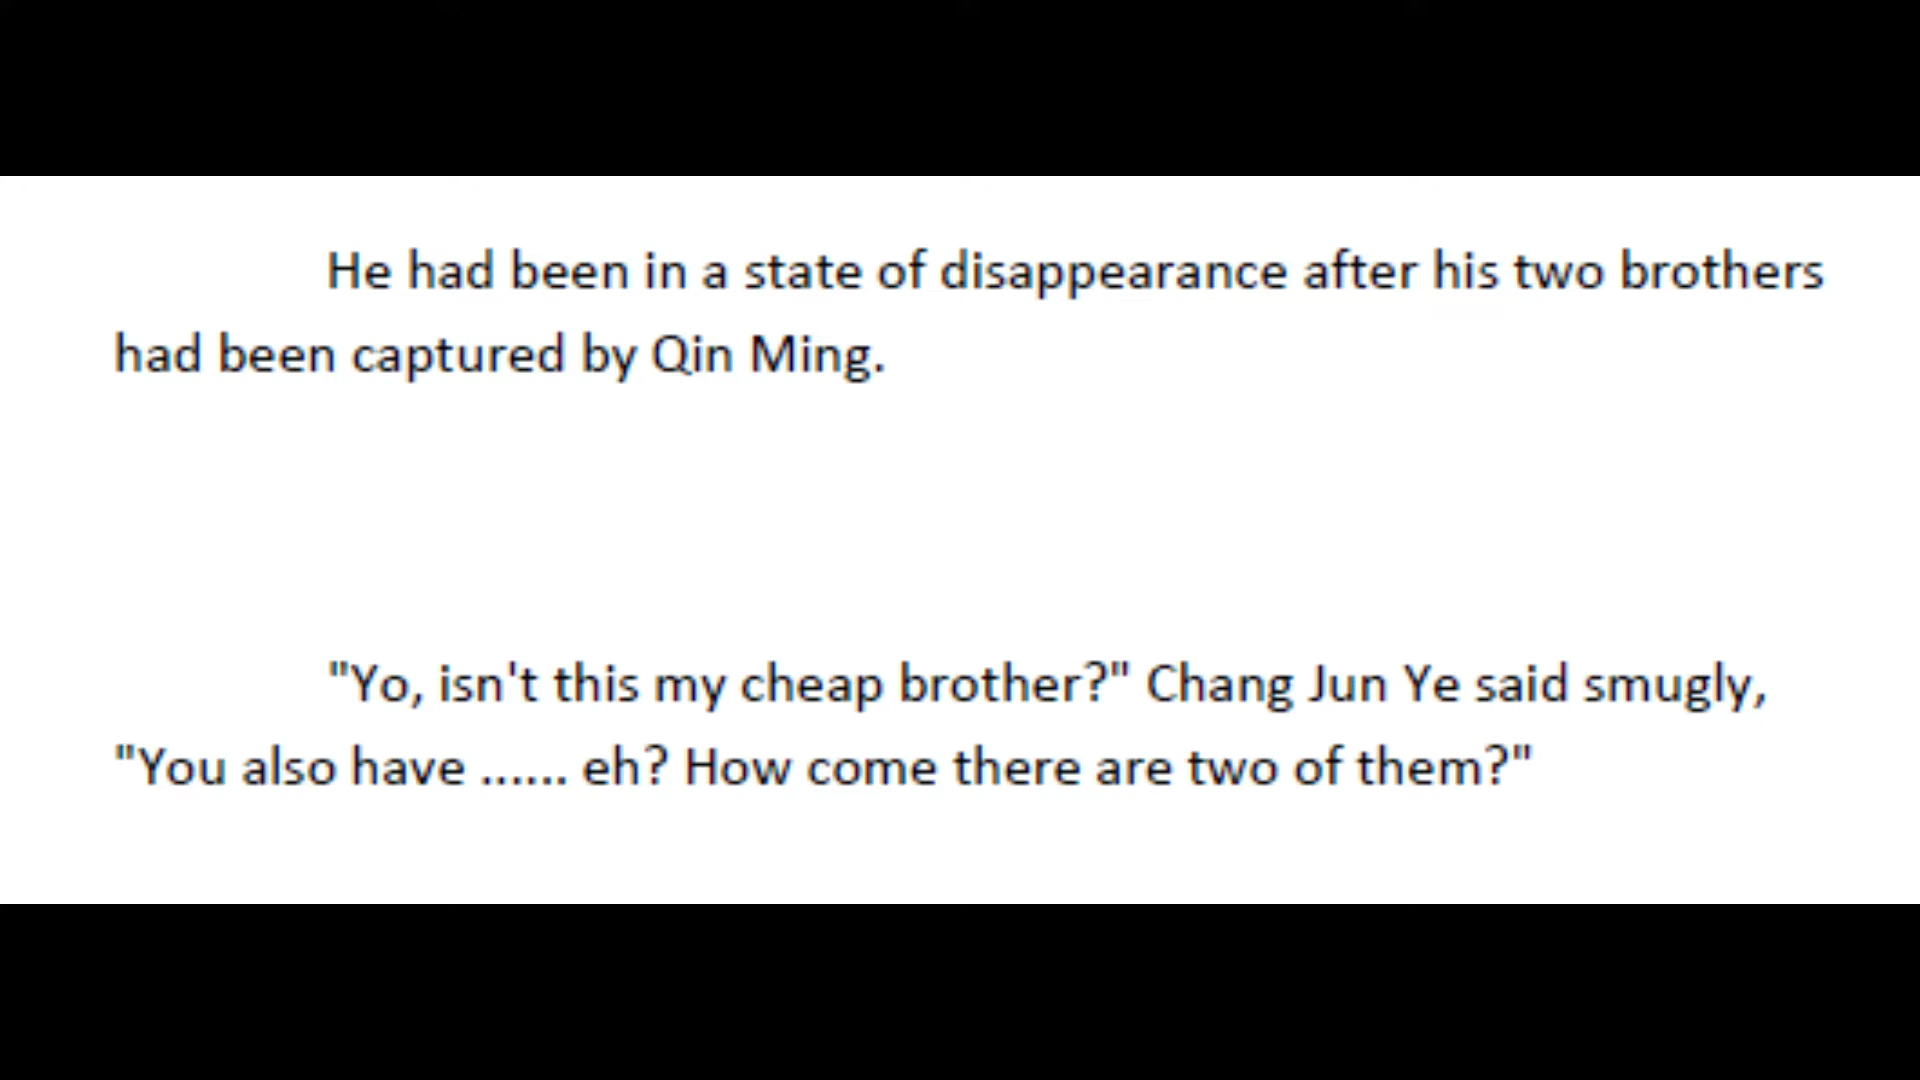 He had been in a state of disappearance after his two brothers
had been captured by Qin Ming.
"Yo, isn't this my cheap brother?" Chang Jun Ye said smugly,
"You also have ...... eh? How come there are two of them?"